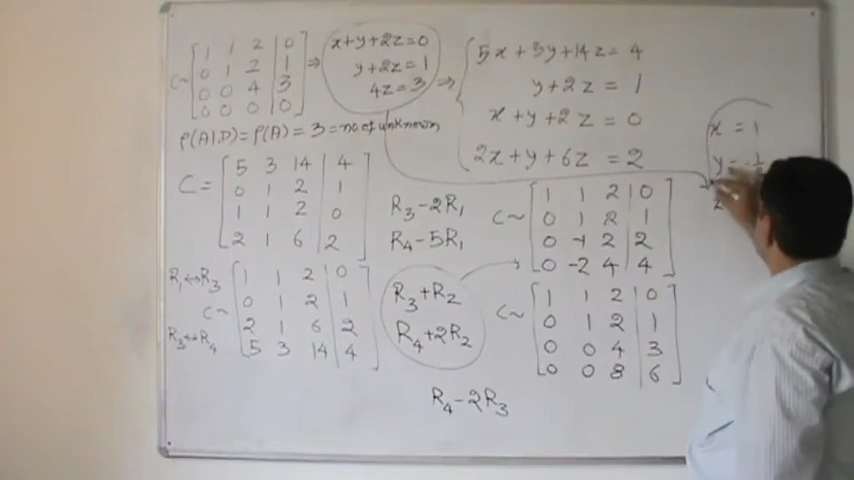 C~ [1 1 2 | 0] ⇒ x+y+2z=0 ⇒ { 5x+3y+14z = 4
0 1 2 | 1 y+2z=1 y+2z = 1
0 0 4 | 3 4z=3 x+y+2z = 0
0 0 0 | 0 2x+y+6z = 2
ρ(A|D)=ρ(A)=3=no of unknown
C = [5 3 14 | 4]
0 1 2 | 1
1 1 2 | 0
2 1 6 | 2
R₃-2R₁
R₄-5R₁
C~ [1 1 2 | 0]
0 1 2 | 1
0 -1 2 | 2
0 -2 4 | 4
R₁↔R₃
C~
R₃↔R₄
[1 1 2 | 0]
0 1 2 | 1
2 1 6 | 2
5 3 14 | 4
R₃+R₂
R₄+2R₂
C~ [1 1 2 | 0]
0 1 2 | 1
0 0 4 | 3
0 0 8 | 6
R₄-2R₃
x = 1
y =
z